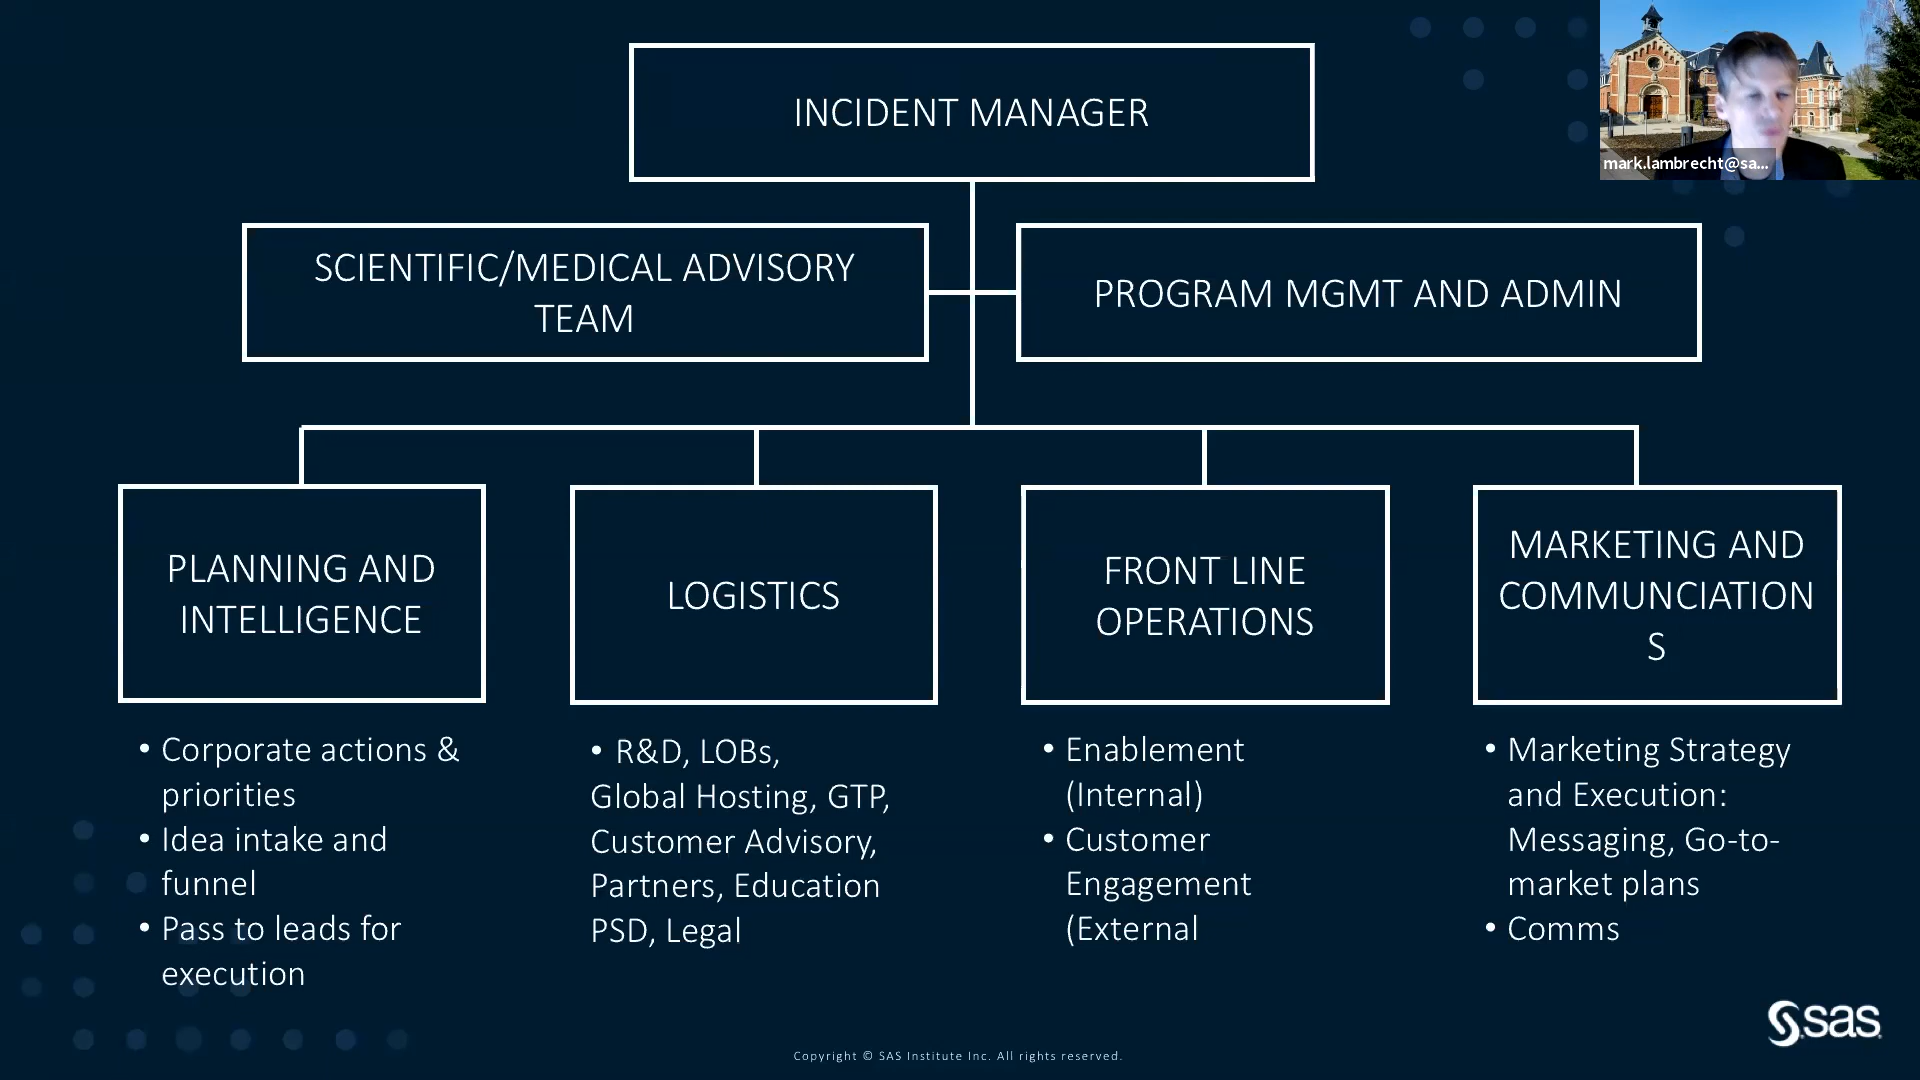 INCIDENT MANAGER
mark.lambrecht@sa...
SCIENTIFIC/MEDICAL ADVISORY
TEAM
PROGRAM MGMT AND ADMIN
PLANNING AND
INTELLIGENCE
LOGISTICS
FRONT LINE
OPERATIONS
MARKETING AND
COMMUNCIATION
S
• Corporate actions &
priorities
• Idea intake and
funnel
• Pass to leads for
execution
• R&D, LOBs,
Global Hosting, GTP,
Customer Advisory,
Partners, Education
PSD, Legal
• Enablement
(Internal)
• Customer
Engagement
(External
• Marketing Strategy
and Execution:
Messaging, Go-to-
market plans
• Comms
sas
Copyright © SAS Institute Inc. All rights reserved.